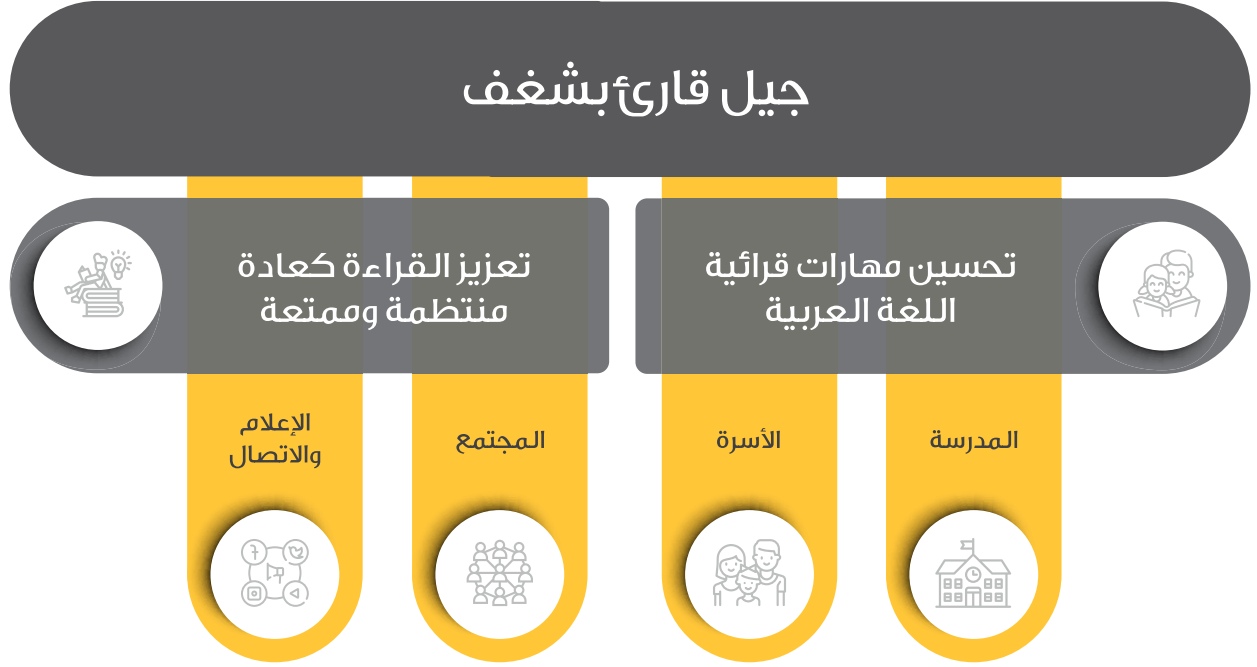 جيل قارئ بشغف
تحسين مهارات قرائية
اللغة العربية
تعزيز القراءة كعادة
منتظمة وممتعة
المدرسة
الأسرة
المجتمع
الإعلام
والاتصال